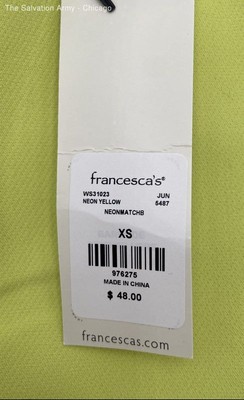 The Salvation Army - Chicago
francesca's®
WS31023 JUN
NEON YELLOW 5487
NEONMATCHB
XS
976275
MADE IN CHINA
$ 48.00
francescas.com